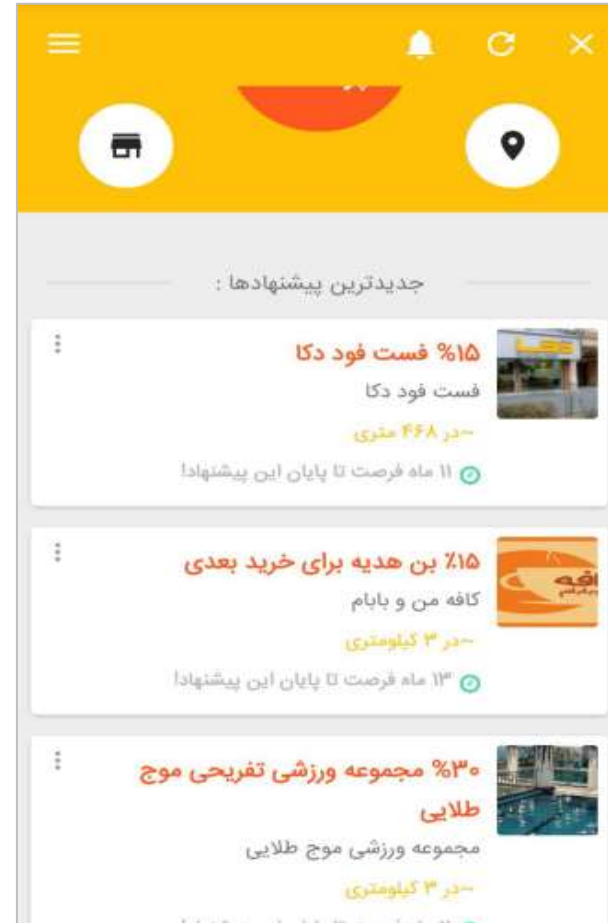 جدیدترین پیشنهادها :
%۱۵ فست فود دکا
فست فود دکا
~در ۴۶۸ متری
۱۱ ماه فرصت تا پایان این پیشنهاد!
٪۱۵ بن هدیه برای خرید بعدی
کافه
کافه من و بابام
~در ۳ کیلومتری
۱۳ ماه فرصت تا پایان این پیشنهاد!
%۳۰ مجموعه ورزشی تفریحی موج
طلایی
مجموعه ورزشی موج طلایی
~در ۳ کیلومتری